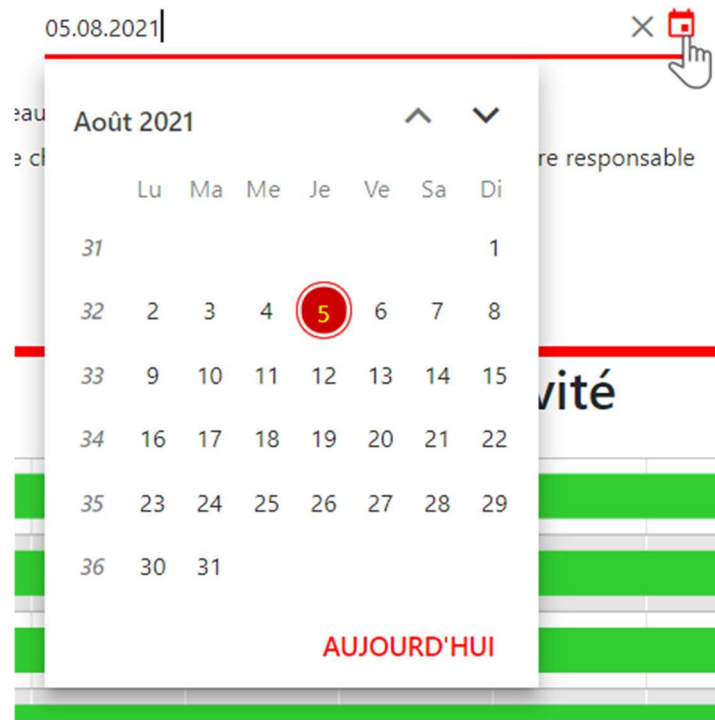 05.08.2021
eau
Août 2021
e ch
re responsable
Lu Ma Me Je Ve Sa Di
31 1
32 2 3 4 5 6 7 8
33 9 10 11 12 13 14 15
vité
34 16 17 18 19 20 21 22
35 23 24 25 26 27 28 29
36 30 31
AUJOURD'HUI